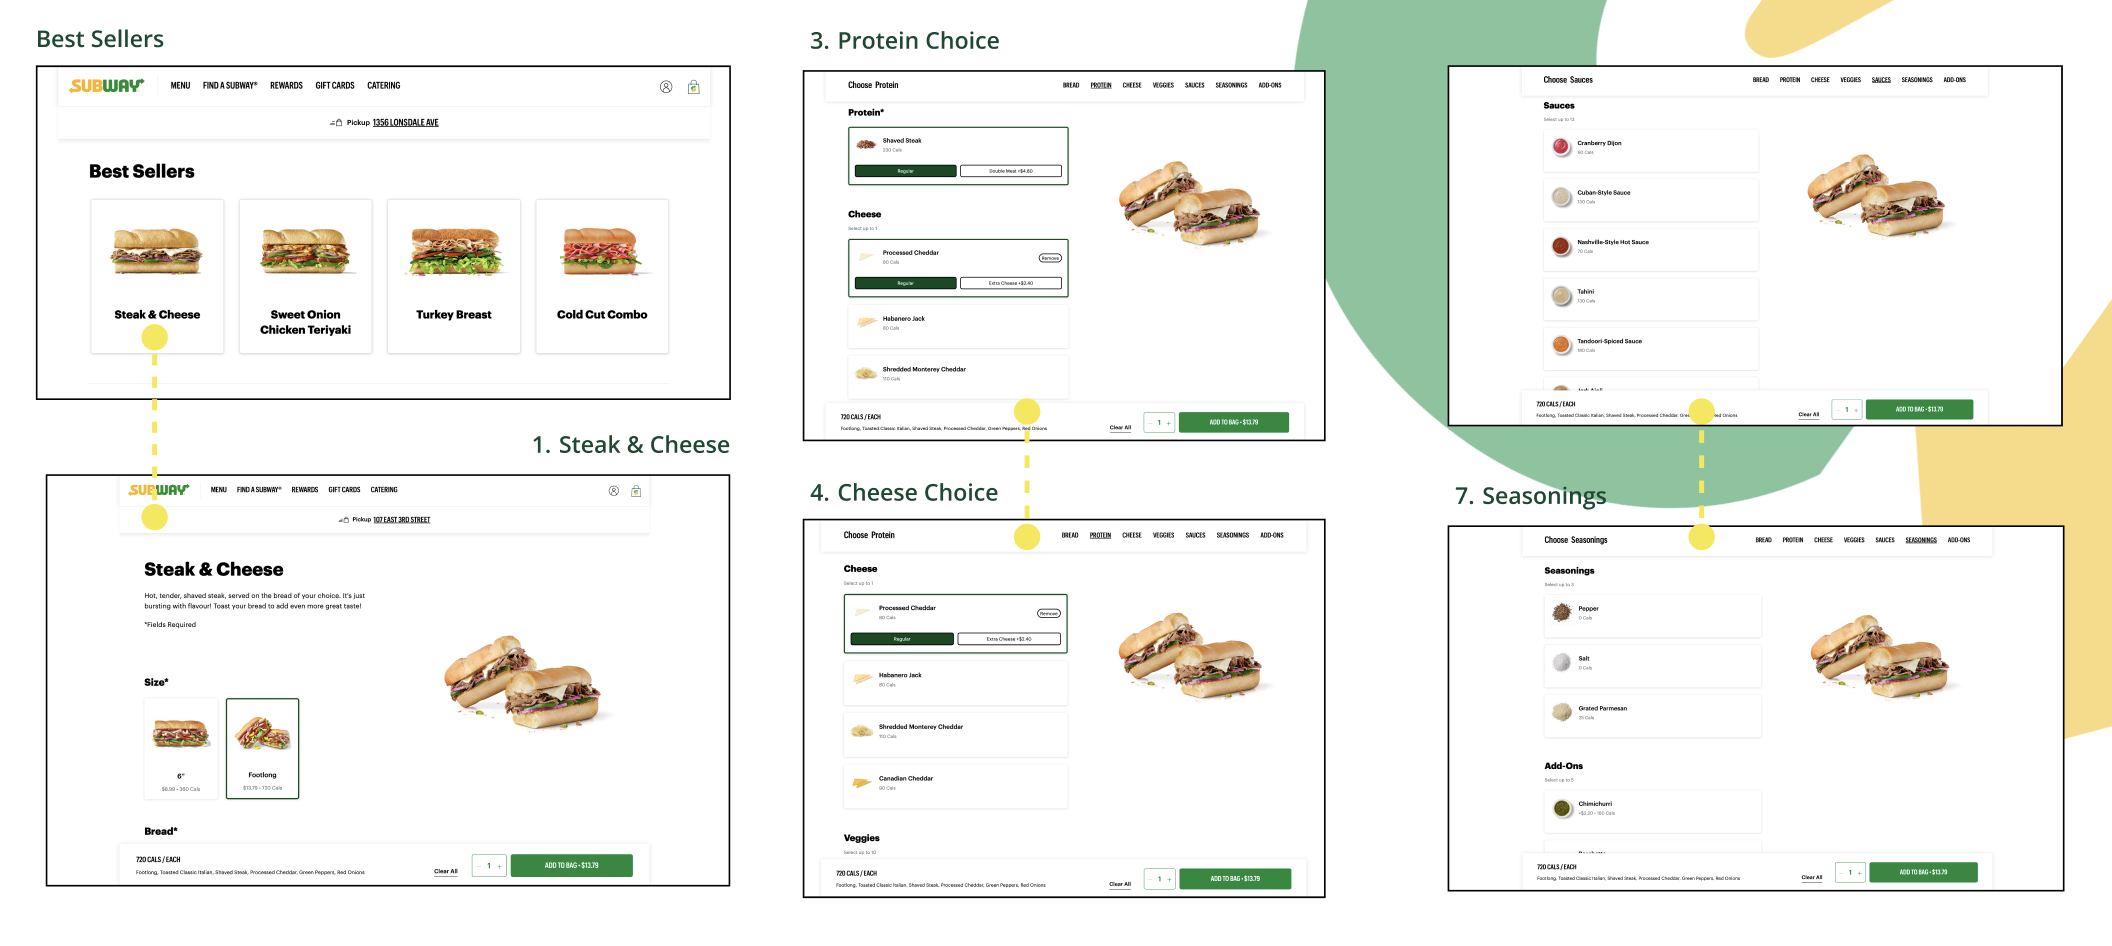 Best Sellers
SUBWAY
MENU FIND A SUBWAY® REWARDS GIFT CARDS CATERING
Pickup 1356 LONSDALE AVE
Best Sellers
Steak & Cheese
Sweet Onion
Chicken Teriyaki
Turkey Breast
Cold Cut Combo
1. Steak & Cheese
SUBWAY
MENU FIND A SUBWAY® REWARDS GIFT CARDS CATERING
Pickup 107 EAST 3RD STREET
Steak & Cheese
Hot, tender, shaved steak, served on the bread of your choice. It's just
bursting with flavour! Toast your bread to add even more great taste!
*Fields Required
Size*
6"
$8.99 • 360 Cals
Footlong
$13.79 • 720 Cals
Bread*
720 CALS / EACH
Footlong, Toasted Classic Italian, Shaved Steak, Processed Cheddar, Green Peppers, Red Onions
Clear All
- 1 +
ADD TO BAG • $13.79
3. Protein Choice
Choose Protein
BREAD PROTEIN CHEESE VEGGIES SAUCES SEASONINGS ADD-ONS
Protein*
Shaved Steak
230 Cals
Regular
Double Meat +$4.60
Cheese
Select up to 1
Processed Cheddar
80 Cals
Remove
Regular
Extra Cheese +$2.40
Habanero Jack
80 Cals
Shredded Monterey Cheddar
110 Cals
720 CALS / EACH
Footlong, Toasted Classic Italian, Shaved Steak, Processed Cheddar, Green Peppers, Red Onions
Clear All
- 1 +
ADD TO BAG • $13.79
4. Cheese Choice
Choose Protein
BREAD PROTEIN CHEESE VEGGIES SAUCES SEASONINGS ADD-ONS
Cheese
Select up to 1
Processed Cheddar
80 Cals
Remove
Regular
Extra Cheese +$2.40
Habanero Jack
80 Cals
Shredded Monterey Cheddar
110 Cals
Canadian Cheddar
90 Cals
Veggies
Select up to 10
720 CALS / EACH
Footlong, Toasted Classic Italian, Shaved Steak, Processed Cheddar, Green Peppers, Red Onions
Clear All
- 1 +
ADD TO BAG • $13.79
Choose Sauces
BREAD PROTEIN CHEESE VEGGIES SAUCES SEASONINGS ADD-ONS
Sauces
Select up to 13
Cranberry Dijon
Cals
Cuban-Style Sauce
130 Cals
Nashville-Style Hot Sauce
70 Cals
Tahini
130 Cals
Tandoori-Spiced Sauce
Cals
720 CALS / EACH
Footlong, Toasted Classic Italian, Shaved Steak, Processed Cheddar, Red Onions
Clear All
- 1 +
ADD TO BAG • $13.79
7. Seasonings
Choose Seasonings
BREAD PROTEIN CHEESE VEGGIES SAUCES SEASONINGS ADD-ONS
Seasonings
Select up to 3
Pepper
0 Cals
Salt
0 Cals
Grated Parmesan
25 Cals
Add-Ons
Select up to 5
Chimichurri
+$2.20 • 180 Cals
720 CALS / EACH
Footlong, Toasted Classic Italian, Shaved Steak, Processed Cheddar, Green Peppers, Red Onions
Clear All
- 1 +
ADD TO BAG • $13.79